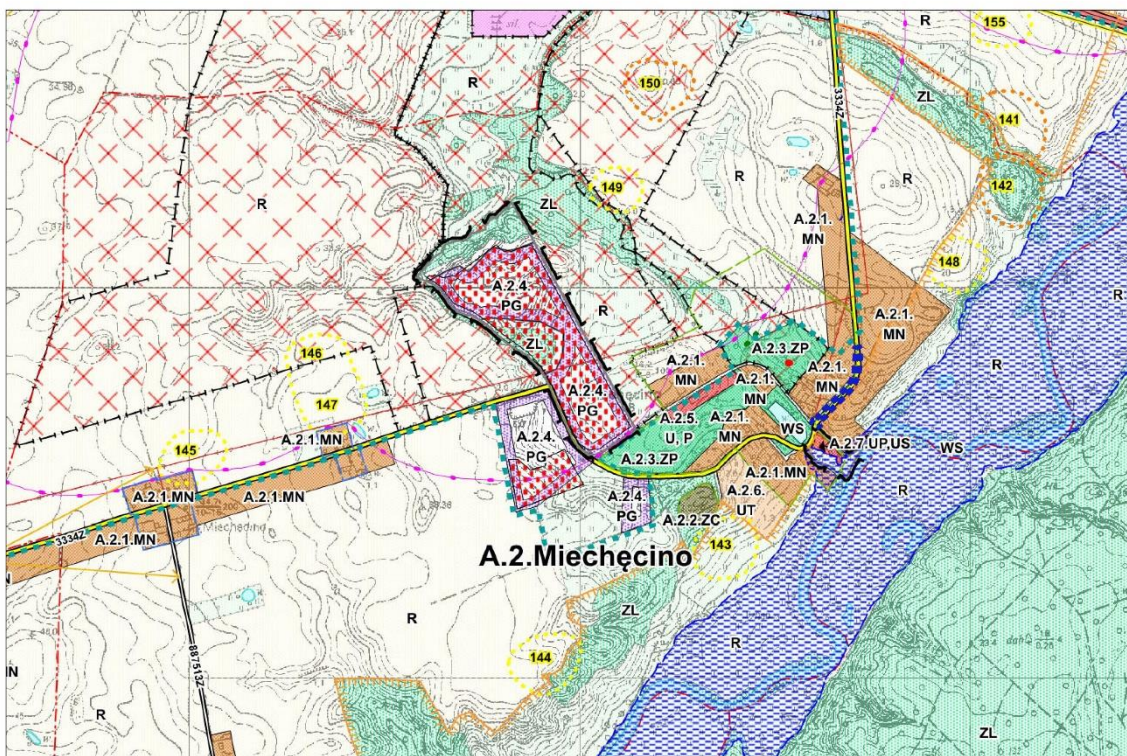 R
155
150
3334Z
ZL
141
R
R
R
142
149
ZL
R
A.2.1.
MN
148
R
A.2.4.
PG
R
A.2.1.
MN
ZL
146
A.2.3.ZP
A.2.1.
MN
A.2.1.
MN
A.2.1.
MN
147
A.2.4.
PG
A.2.5.
U, P
A.2.1.
MN
WS
A.2.4.
PG
A.2.1.MN
145
A.2.7.UP,US
WS
A.2.3.ZP
A.2.1.MN
A.2.1.MN
A.2.1.MN
A.2.4.
PG
A.2.6.
UT
R
Miechęcino
3334Z
A.2.1.MN
A.2.2.ZC
143
A.2.Miechęcino
R
ZL
R
887513Z
144
R
ZL